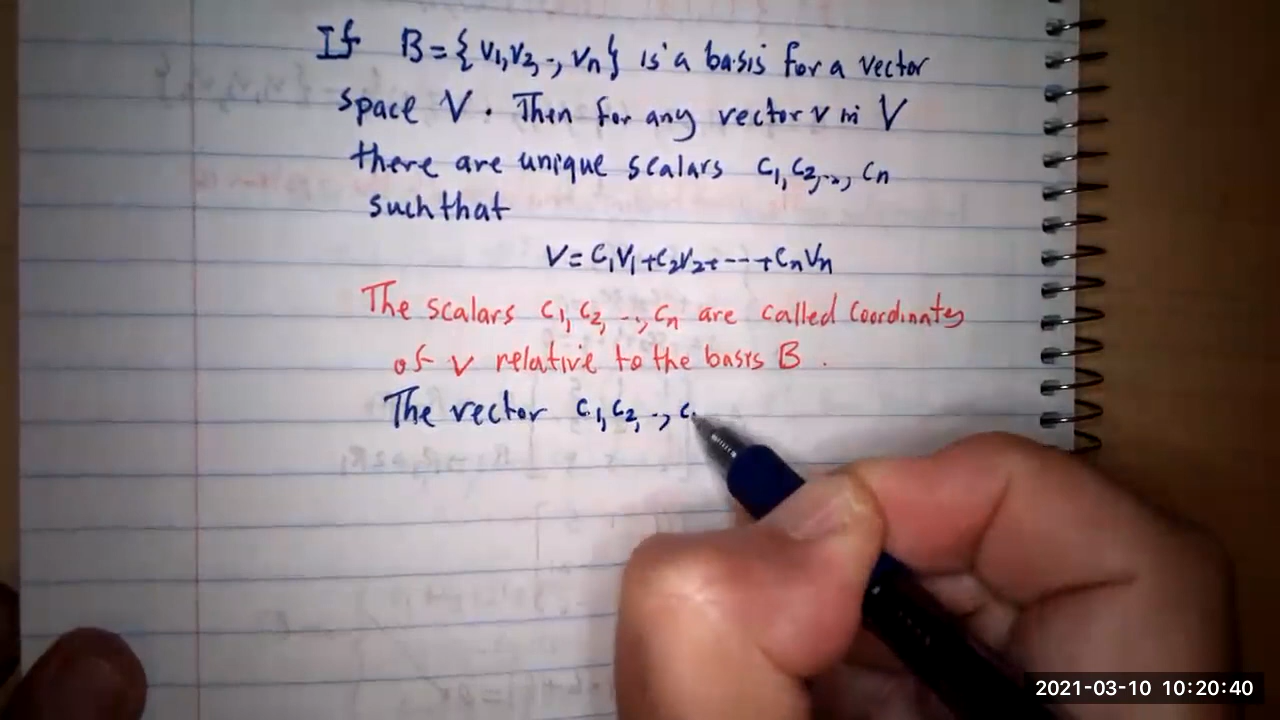 If B={v1,v2,.,vn} is a basis for a vector
space V. Then for any vector v in V
there are unique scalars c1,c2,..,cn
such that
V=c1v1+c2v2+---+cnvn
The scalars c1,c2,..,cn are called Coordinates
of v relative to the basis B.
The vector c1,c2,.,c
2021-03-10 10:20:40